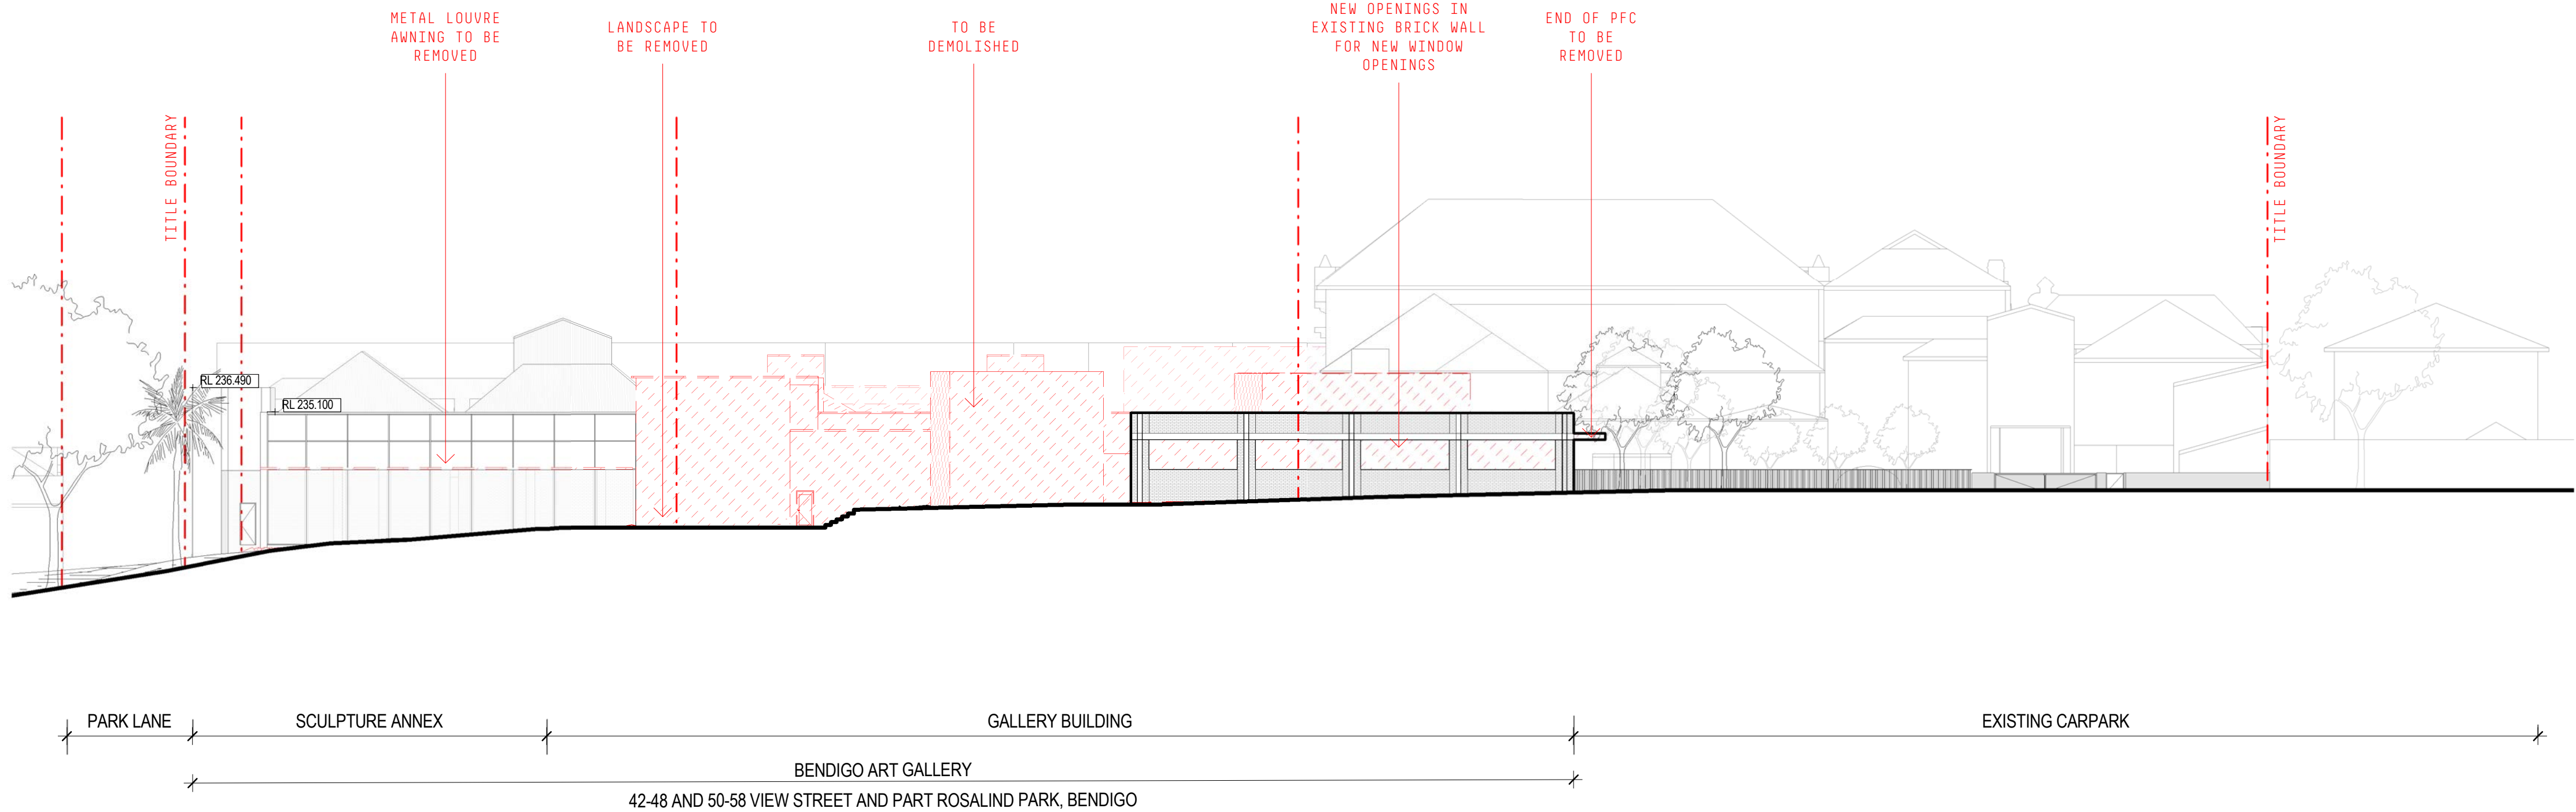 METAL LOUVRE
AWNING TO BE
REMOVED
LANDSCAPE TO
BE REMOVED
TO BE
DEMOLISHED
NEW OPENINGS IN
EXISTING BRICK WALL
FOR NEW WINDOW
OPENINGS
END OF PFC
TO BE
REMOVED
TITLE BOUNDARY
TITLE BOUNDARY
RL 236.490
RL 235.100
PARK LANE
SCULPTURE ANNEX
GALLERY BUILDING
EXISTING CARPARK
BENDIGO ART GALLERY
42-48 AND 50-58 VIEW STREET AND PART ROSALIND PARK, BENDIGO